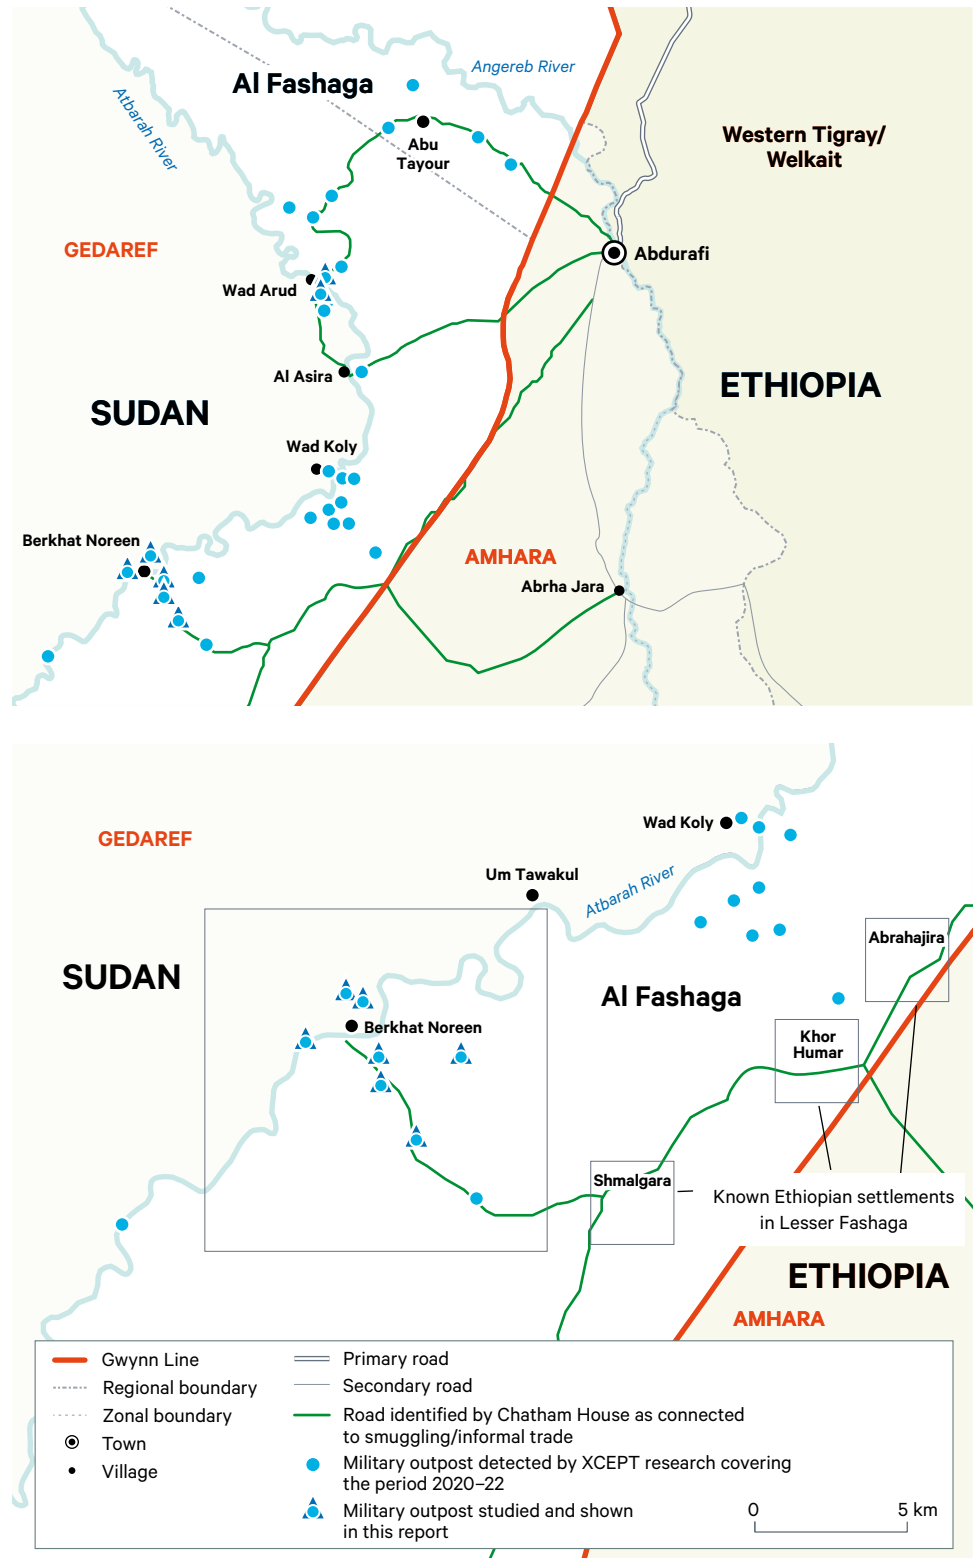 Angereb River
Al Fashaga
Atbarah River
Abu
Tayour
Western Tigray/
Welkait
GEDAREF
Abdurafi
Wad Arud
Al Asira
ETHIOPIA
SUDAN
Wad Koly
Berkhat Noreen
AMHARA
Abrha Jara
GEDAREF
Wad Koly
Um Tawakul
Atbarah River
Abrahajira
SUDAN
Al Fashaga
Berkhat Noreen
Khor
Humar
Shmalgara
Known Ethiopian settlements
in Lesser Fashaga
ETHIOPIA
AMHARA
Gwynn Line
Regional boundary
Zonal boundary
Town
Village
Primary road
Secondary road
Road identified by Chatham House as connected
to smuggling/informal trade
Military outpost detected by XCEPT research covering
the period 2020–22
Military outpost studied and shown
in this report
0 5 km